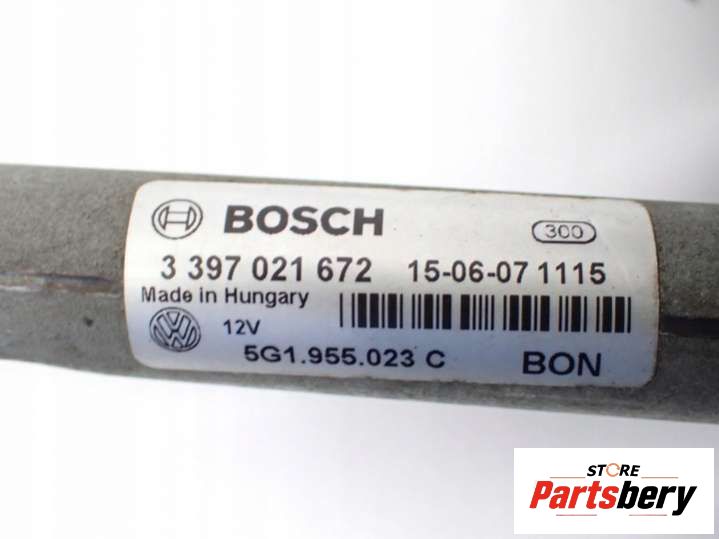 BOSCH 300
3 397 021 672 15-06-07 1115
Made in Hungary
12V
5G1.955.023 C BON
STORE
Partsbery